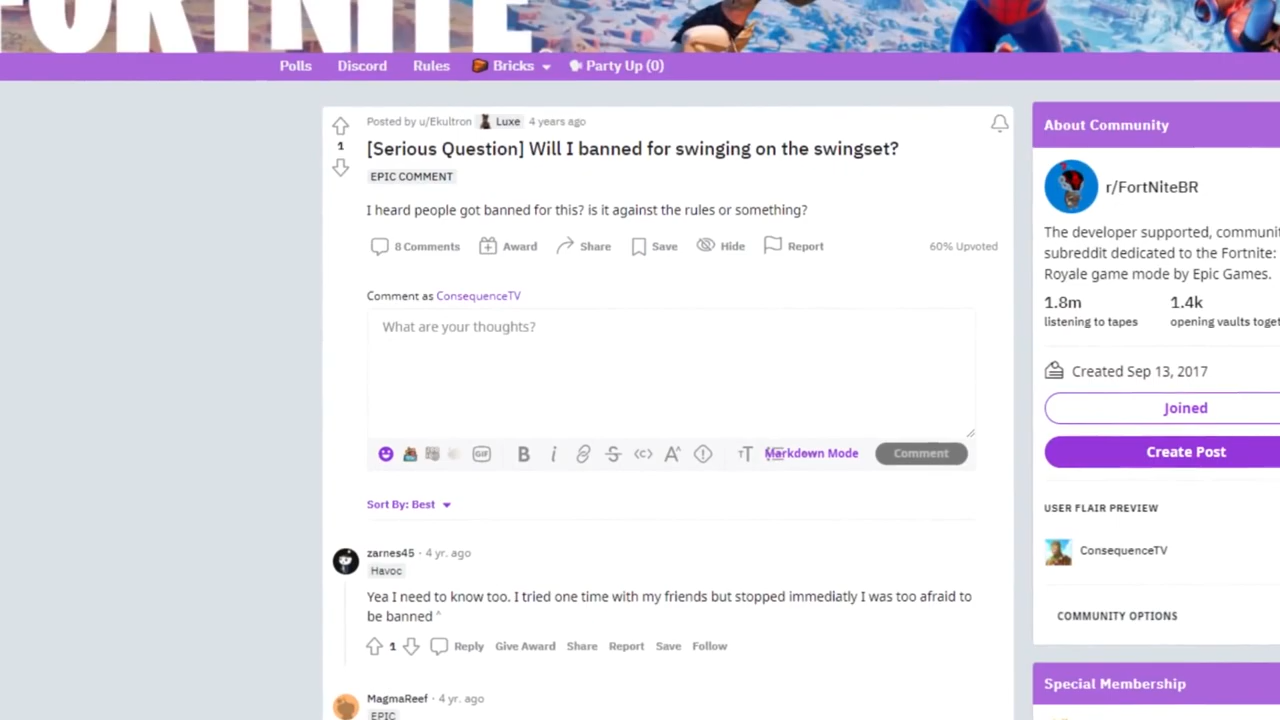 FORTNITE
Polls Discord Rules Bricks Party Up (0)
Posted by u/Ekultron Luxe 4 years ago
1
[Serious Question] Will I banned for swinging on the swingset?
EPIC COMMENT
I heard people got banned for this? is it against the rules or something?
8 Comments Award Share Save Hide Report 60% Upvoted
Comment as ConsequenceTV
What are your thoughts?
GIF B i A TT Markdown Mode Comment
Sort By: Best
zarnes45 · 4 yr. ago
Havoc
Yea I need to know too. I tried one time with my friends but stopped immediatly I was too afraid to
be banned ^
1 Reply Give Award Share Report Save Follow
MagmaReef · 4 yr. ago
EPIC
About Community
r/FortNiteBR
The developer supported, communit
subreddit dedicated to the Fortnite:
Royale game mode by Epic Games.
1.8m 1.4k
listening to tapes opening vaults toget
Created Sep 13, 2017
Joined
Create Post
USER FLAIR PREVIEW
ConsequenceTV
COMMUNITY OPTIONS
Special Membership